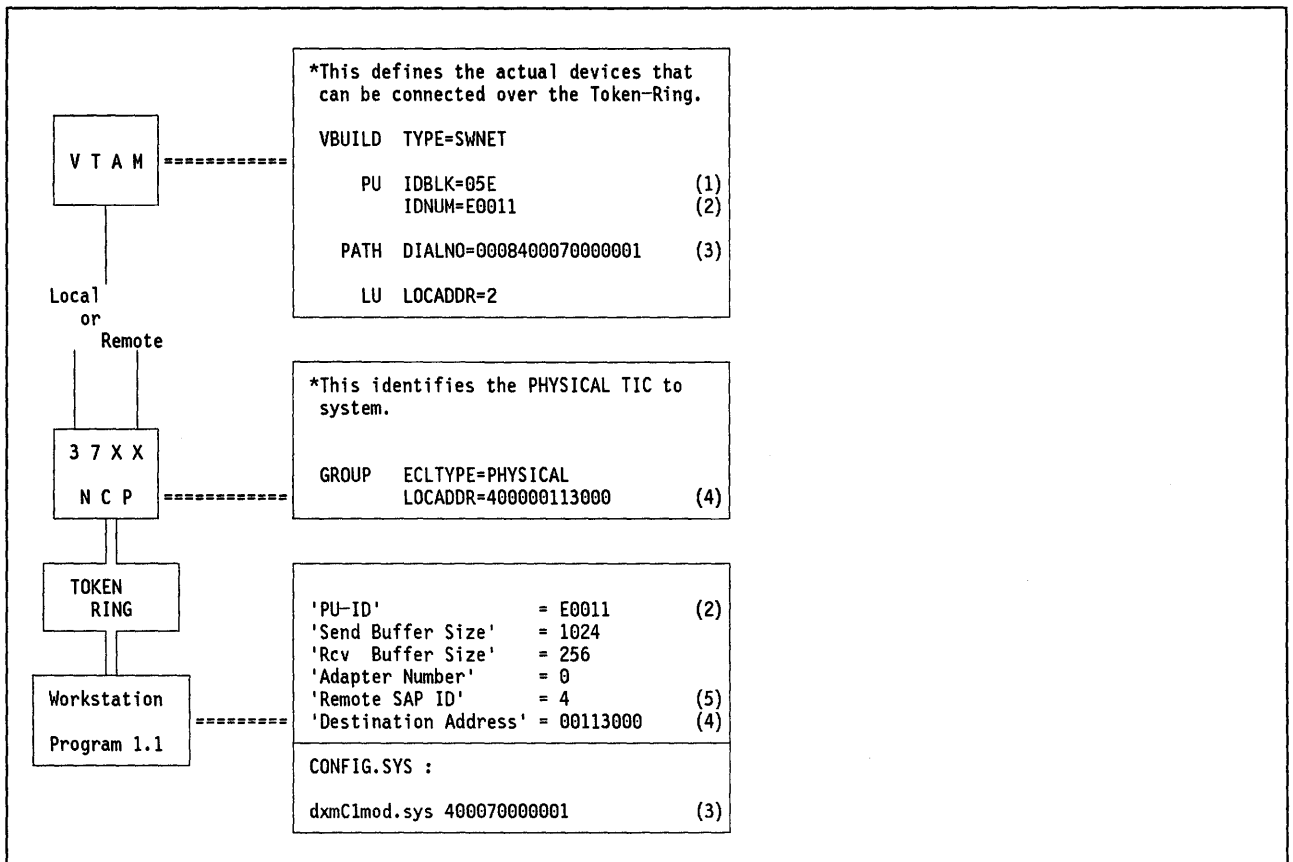 *This defines the actual devices that
can be connected over the Token-Ring.
VBUILD TYPE=SWNET
V T A M ============
PU IDBLK=05E (1)
IDNUM=E0011 (2)
PATH DIALNO=0008400070000001 (3)
LU LOCADDR=2
Local
or
Remote
*This identifies the PHYSICAL TIC to
system.
3 7 X X
GROUP ECLTYPE=PHYSICAL
N C P ============ LOCADDR=400000113000 (4)
TOKEN
RING
'PU-ID' = E0011 (2)
'Send Buffer Size' = 1024
'Rcv Buffer Size' = 256
'Adapter Number' = 0
Workstation
'Remote SAP ID' = 4 (5)
========= 'Destination Address' = 00113000 (4)
Program 1.1
CONFIG.SYS :
dxmC1mod.sys 400070000001 (3)